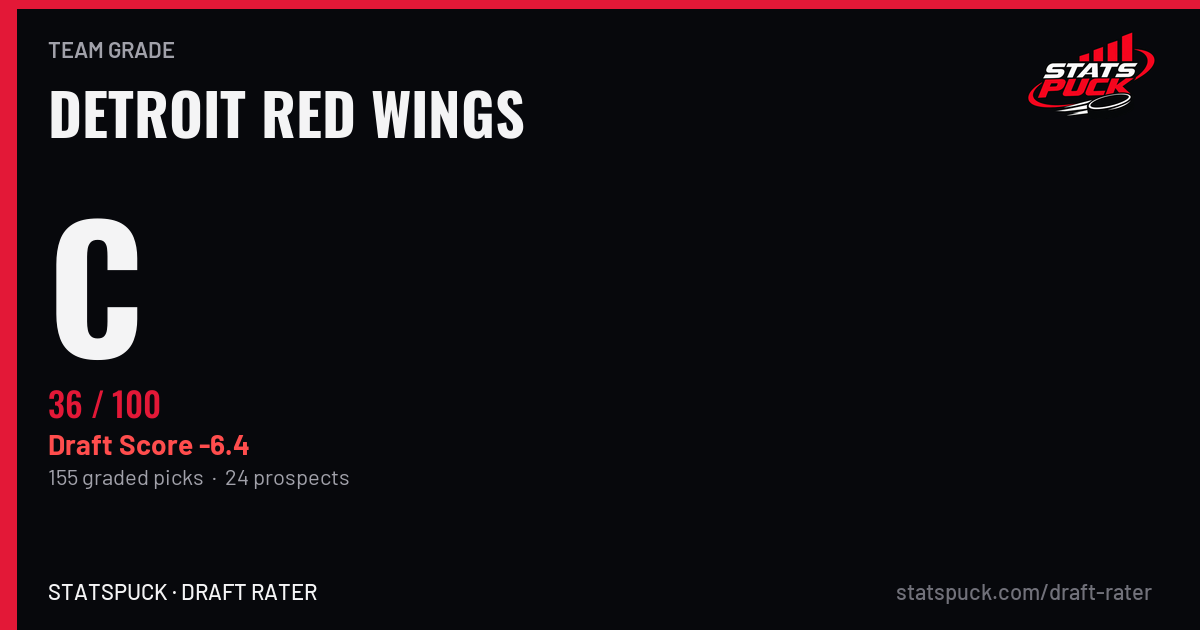 TEAM GRADE
STATS
PUCK
DETROIT RED WINGS
C
36 / 100
Draft Score -6.4
155 graded picks · 24 prospects
STATSPUCK · DRAFT RATER
statspuck.com/draft-rater